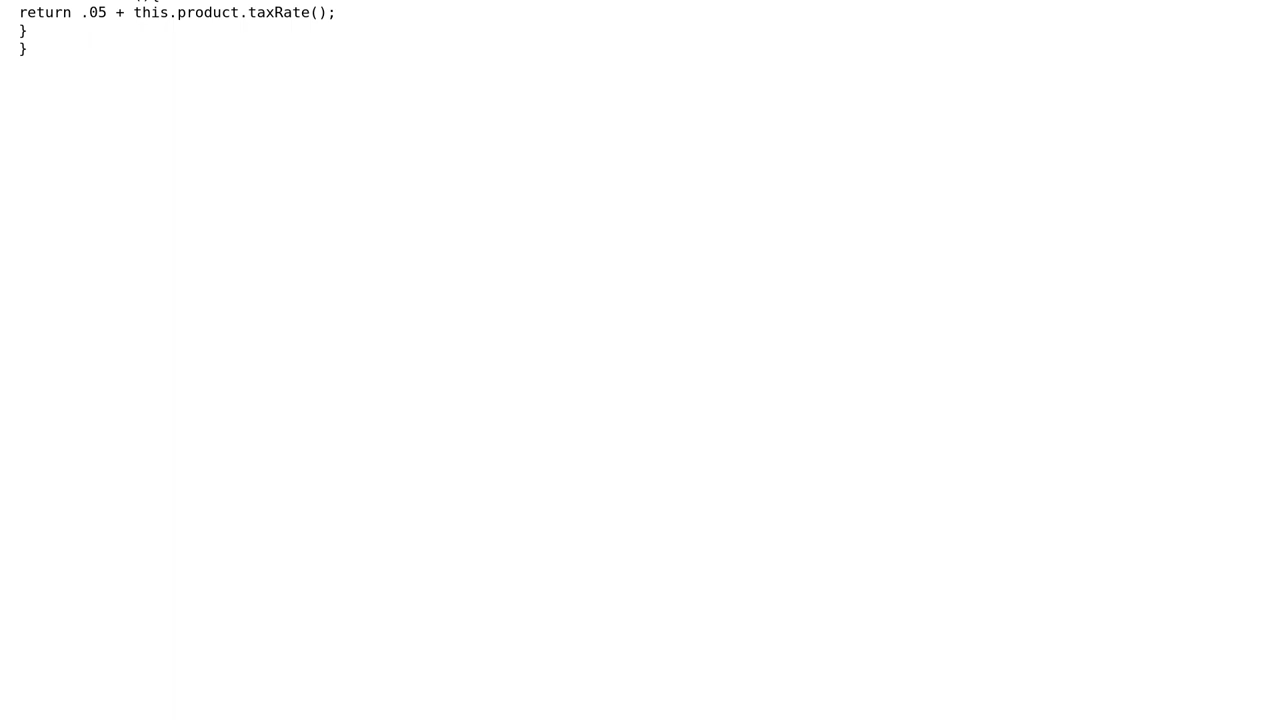 return .05 + this.product.taxRate();
}
}